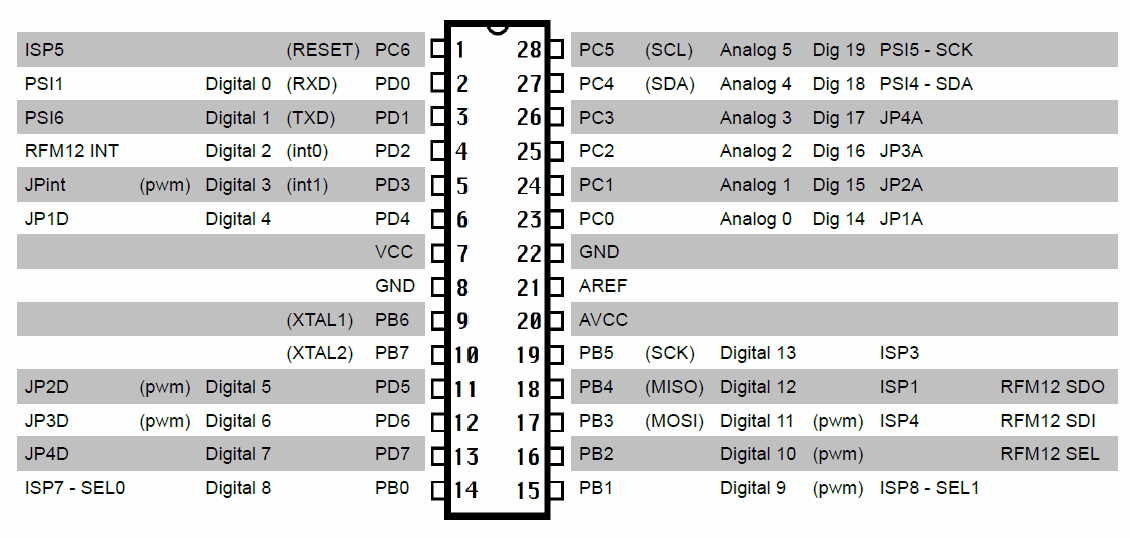 ISP5 (RESET) PC6 1 28 PC5 (SCL) Analog 5 Dig 19 PSI5 - SCK
PSI1 Digital 0 (RXD) PD0 2 27 PC4 (SDA) Analog 4 Dig 18 PSI4 - SDA
PSI6 Digital 1 (TXD) PD1 3 26 PC3 Analog 3 Dig 17 JP4A
RFM12 INT Digital 2 (int0) PD2 4 25 PC2 Analog 2 Dig 16 JP3A
JPint (pwm) Digital 3 (int1) PD3 5 24 PC1 Analog 1 Dig 15 JP2A
JP1D Digital 4 PD4 6 23 PC0 Analog 0 Dig 14 JP1A
VCC 7 22 GND
GND 8 21 AREF
(XTAL1) PB6 9 20 AVCC
(XTAL2) PB7 10 19 PB5 (SCK) Digital 13 ISP3
JP2D (pwm) Digital 5 PD5 11 18 PB4 (MISO) Digital 12 ISP1 RFM12 SDO
JP3D (pwm) Digital 6 PD6 12 17 PB3 (MOSI) Digital 11 (pwm) ISP4 RFM12 SDI
JP4D Digital 7 PD7 13 16 PB2 Digital 10 (pwm) RFM12 SEL
ISP7 - SEL0 Digital 8 PB0 14 15 PB1 Digital 9 (pwm) ISP8 - SEL1